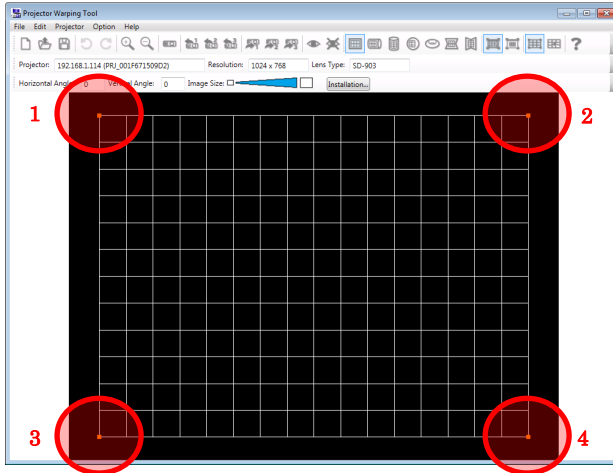 Projector Warping Tool
File Edit Projector Option Help
Projector: 192.168.1.114 (PRJ_001F671509D2) Resolution: 1024 x 768 Lens Type: SD-903
Horizontal Angle: 0 Vertical Angle: 0 Image Size: Installation...
1 2
3 4